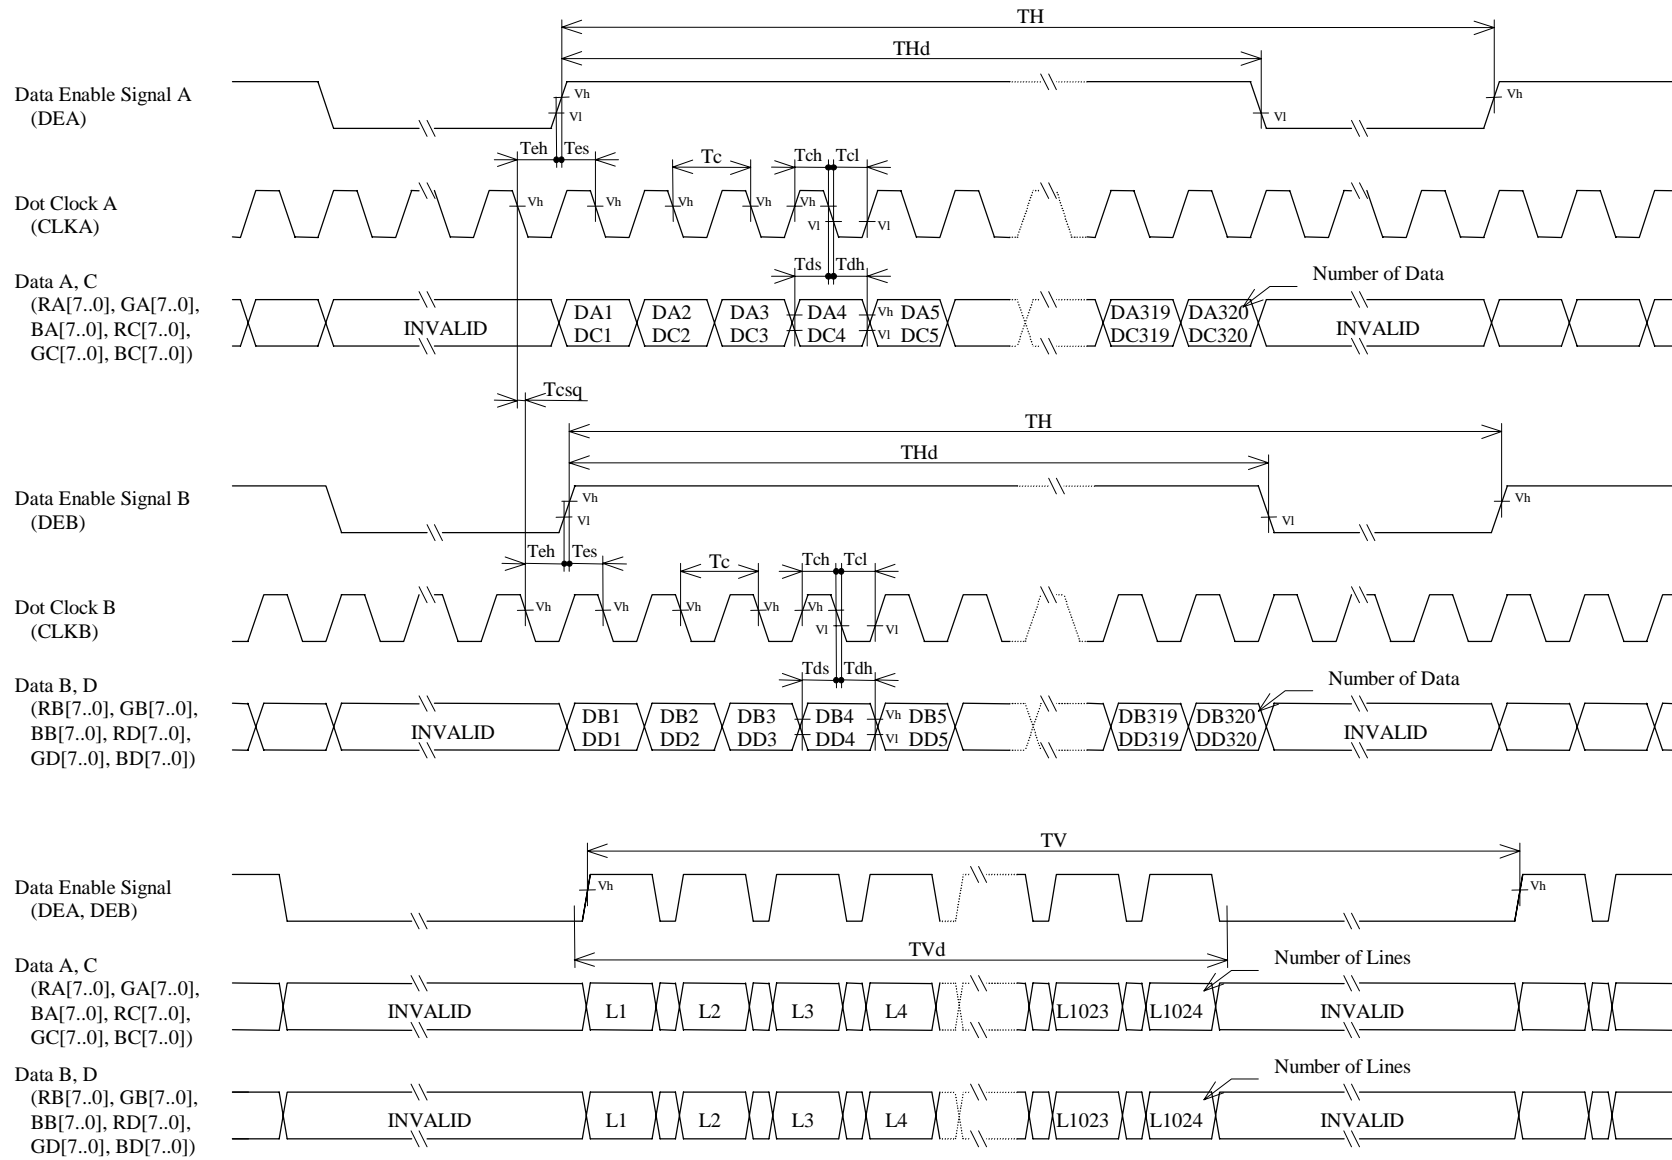 TH
THd
Data Enable Signal A
(DEA)
Vh
Vl
Vl
Vh
Teh Tes Tc Tch Tcl
Dot Clock A
(CLKA)
Vh Vh Vh Vh Vh
Vl Vl
Tds Tdh
Data A, C
(RA[7..0], GA[7..0],
BA[7..0], RC[7..0],
GC[7..0], BC[7..0])
Number of Data
INVALID
DA1 DA2 DA3 DA4 Vh DA5 DA319 DA320
DC1 DC2 DC3 DC4 Vl DC5 DC319 DC320
INVALID
Tcsq
TH
THd
Data Enable Signal B
(DEB)
Vh
Vl
Vl
Vh
Teh Tes Tc Tch Tcl
Dot Clock B
(CLKB)
Vh Vh Vh Vh Vh
Vl Vl
Tds Tdh
Data B, D
(RB[7..0], GB[7..0],
BB[7..0], RD[7..0],
GD[7..0], BD[7..0])
Number of Data
INVALID
DB1 DB2 DB3 DB4 Vh DB5 DB319 DB320
DD1 DD2 DD3 DD4 Vl DD5 DD319 DD320
INVALID
TV
Data Enable Signal
(DEA, DEB)
Vh
Vh
TVd
Data A, C
(RA[7..0], GA[7..0],
BA[7..0], RC[7..0],
GC[7..0], BC[7..0])
Number of Lines
INVALID L1 L2 L3 L4 L1023 L1024 INVALID
Data B, D
(RB[7..0], GB[7..0],
BB[7..0], RD[7..0],
GD[7..0], BD[7..0])
Number of Lines
INVALID L1 L2 L3 L4 L1023 L1024 INVALID